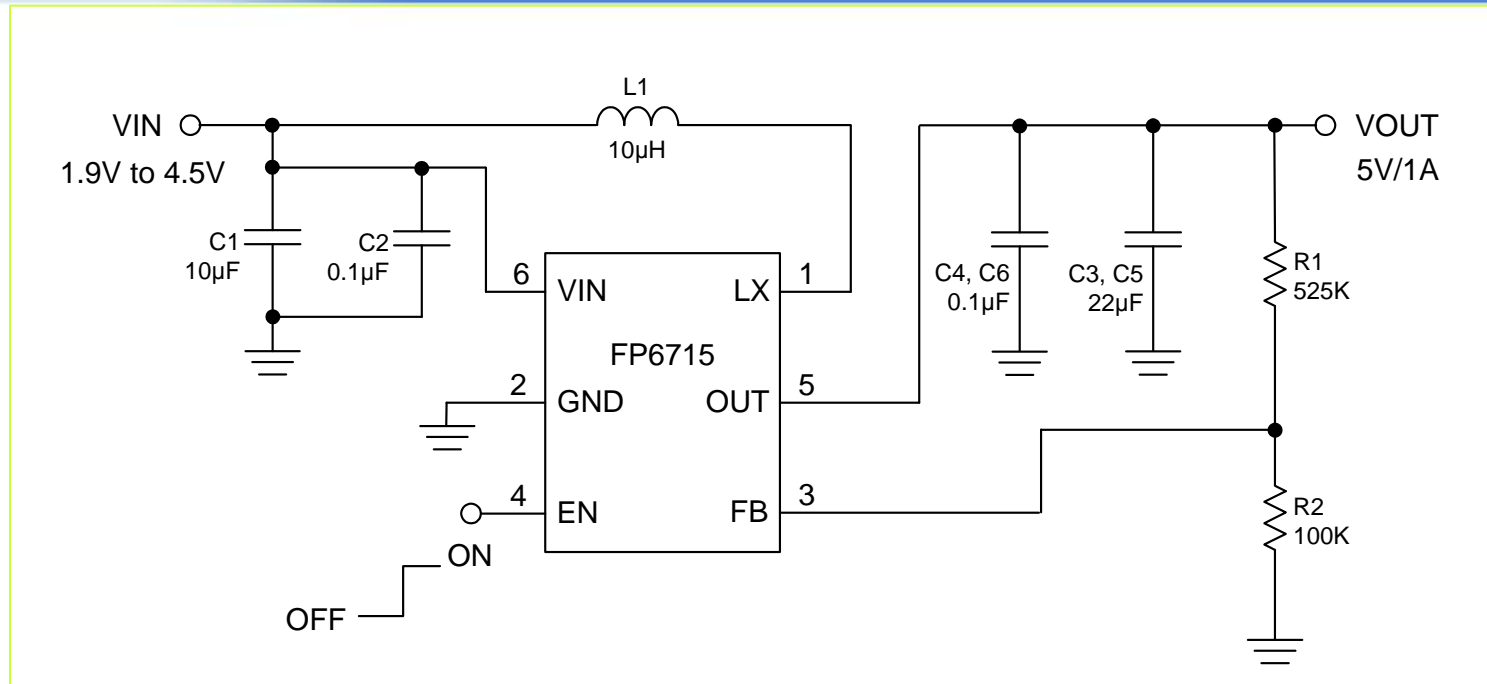 L1
10µH
VIN
1.9V to 4.5V
VOUT
5V/1A
C1
10µF
C2
0.1µF
6
VIN
LX
1
C4, C6
0.1µF
C3, C5
22µF
R1
525K
FP6715
2
GND
OUT
5
4
EN
FB
3
R2
100K
ON
OFF